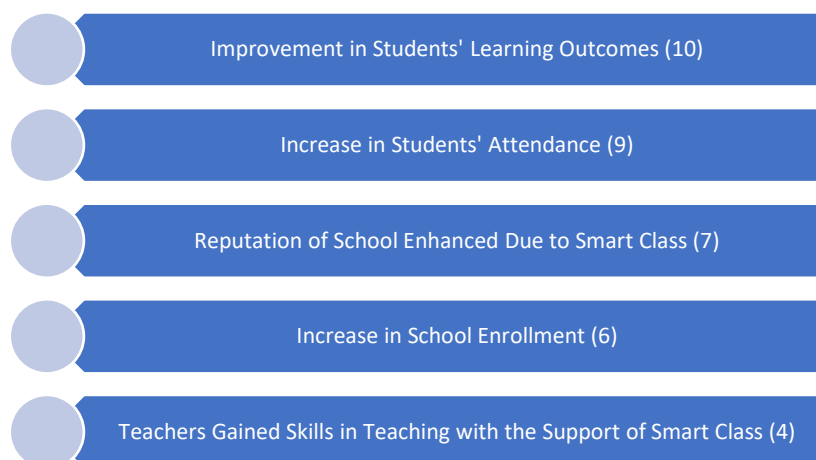 Improvement in Students' Learning Outcomes (10)
Increase in Students' Attendance (9)
Reputation of School Enhanced Due to Smart Class (7)
Increase in School Enrollment (6)
Teachers Gained Skills in Teaching with the Support of Smart Class (4)